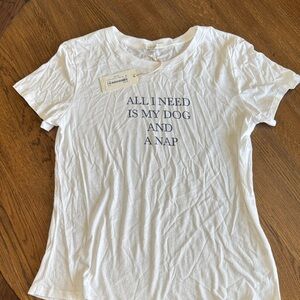 ALL I NEED
IS MY DOG
AND
A NAP